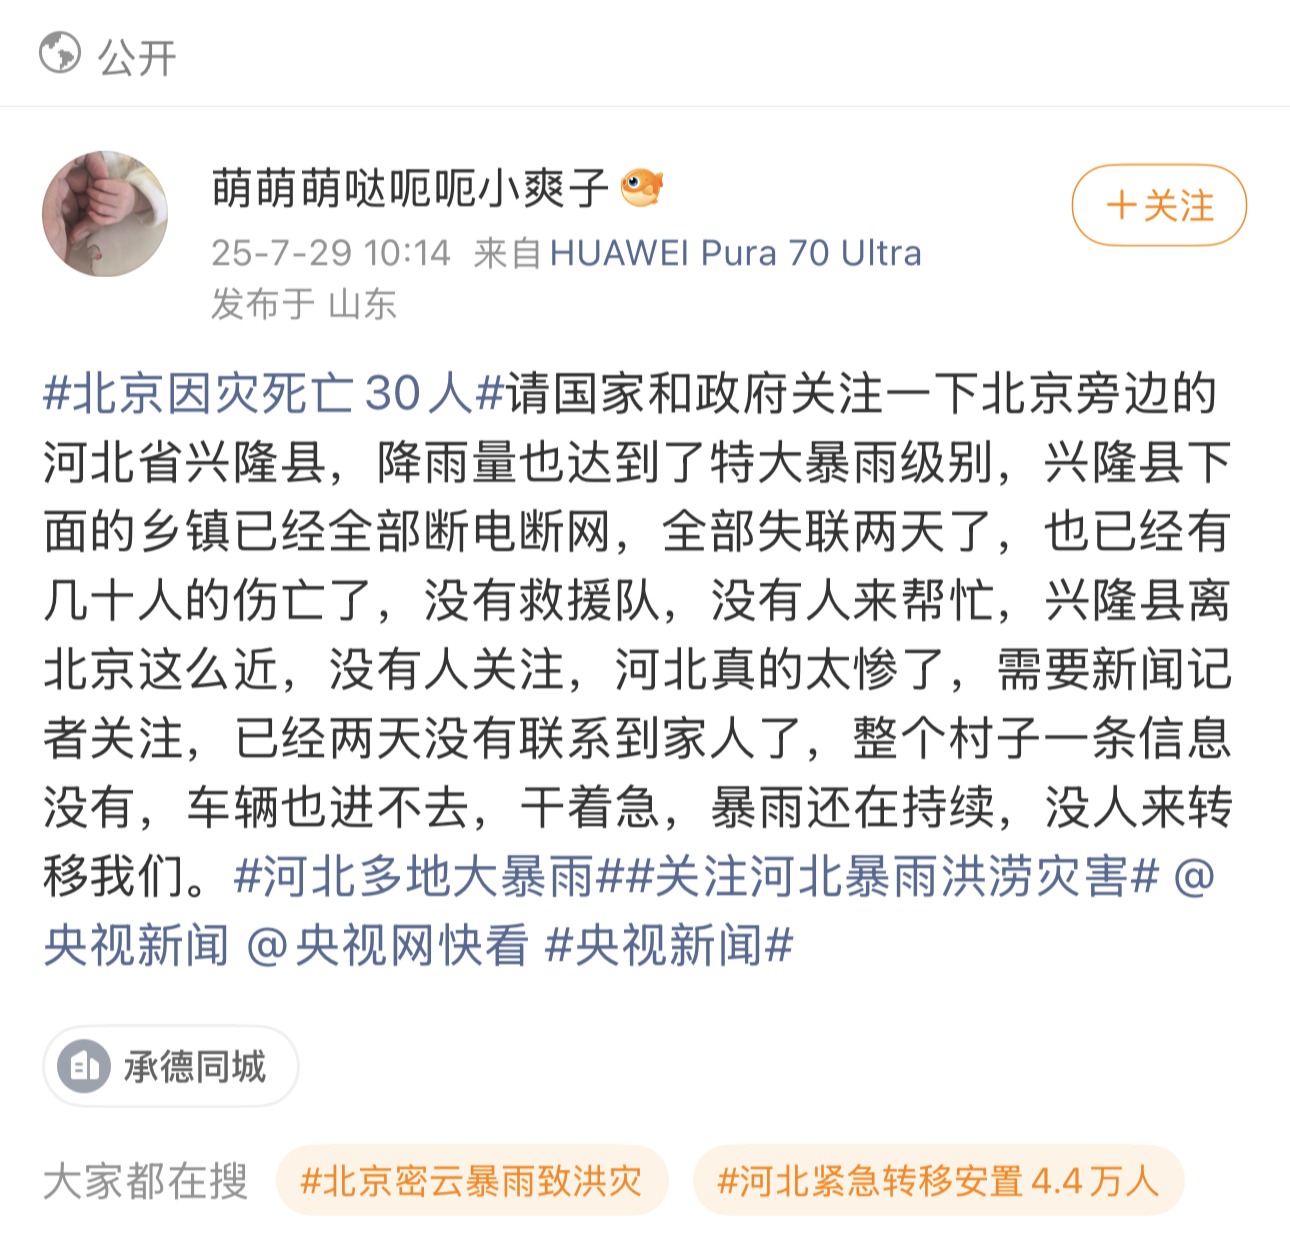 公开
萌萌萌哒呃呃小爽子
+关注
25-7-29 10:14 来自 HUAWEI Pura 70 Ultra
发布于 山东
#北京因灾死亡30人#请国家和政府关注一下北京旁边的
河北省兴隆县，降雨量也达到了特大暴雨级别，兴隆县下
面的乡镇已经全部断电断网，全部失联两天了，也已经有
几十人的伤亡了，没有救援队，没有人来帮忙，兴隆县离
北京这么近，没有人关注，河北真的太惨了，需要新闻记
者关注，已经两天没有联系到家人了，整个村子一条信息
没有，车辆也进不去，干着急，暴雨还在持续，没人来转
移我们。#河北多地大暴雨##关注河北暴雨洪涝灾害# @
央视新闻 @央视网快看 #央视新闻#
承德同城
大家都在搜 #北京密云暴雨致洪灾 #河北紧急转移安置4.4万人